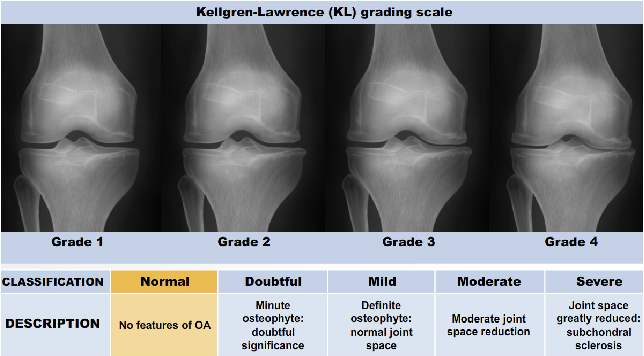 Kellgren-Lawrence (KL) grading scale
Grade 1
Grade 2
Grade 3
Grade 4
CLASSIFICATION
Normal
Doubtful
Mild
Moderate
Severe
DESCRIPTION
No features of OA
Minute
osteophyte:
doubtful
significance
Definite
osteophyte:
normal joint
space
Moderate joint
space reduction
Joint space
greatly reduced:
subchondral
sclerosis